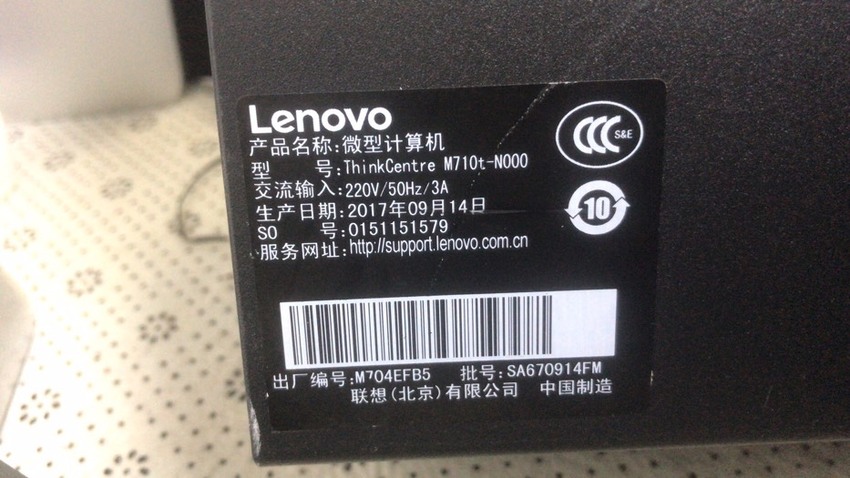 Lenovo
产品名称:微型计算机
型 号:ThinkCentre M710t-N000
交流输入:220V/50Hz/3A
生产日期:2017年09月14日
SO 号:0151151579
服务网址:http://support.lenovo.com.cn
CCC S&E
10
出厂编号:M704EFB5 批号:SA670914FM
联想(北京)有限公司 中国制造